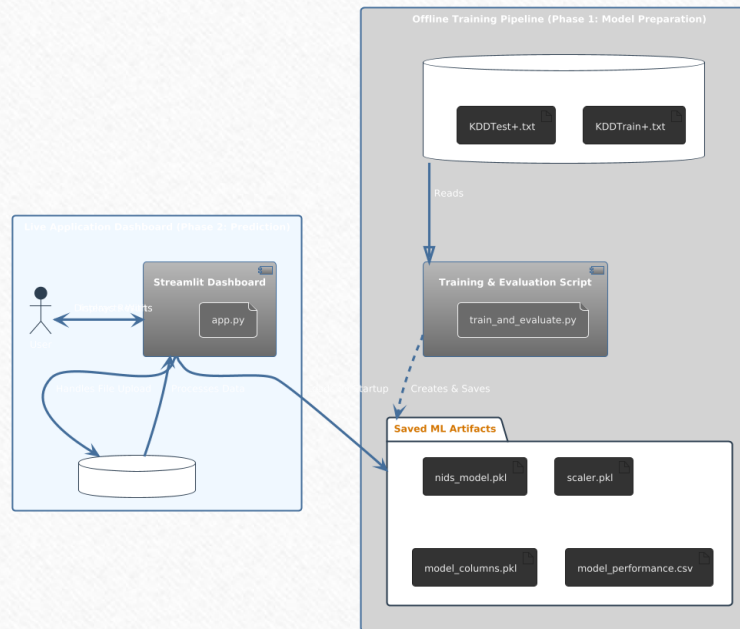 Offline Training Pipeline (Phase 1: Model Preparation)
KDDTest+.txt
KDDTrain+.txt
Reads
Live Application Dashboard (Phase 2: Prediction)
Streamlit Dashboard
app.py
Training & Evaluation Script
train_and_evaluate.py
Startup
Creates & Saves
Saved ML Artifacts
nids_model.pkl
scaler.pkl
model_columns.pkl
model_performance.csv